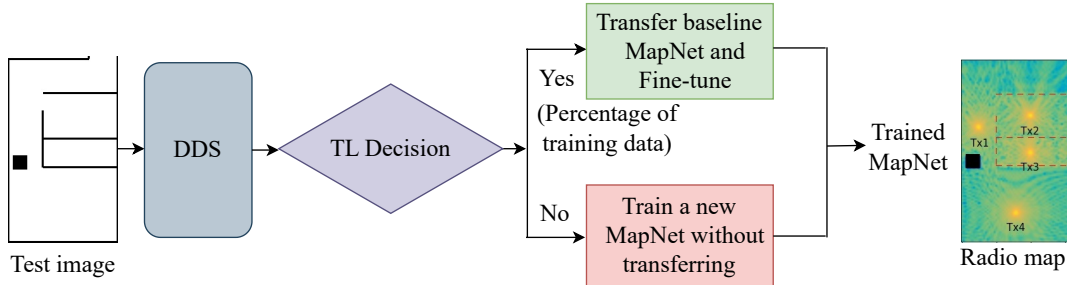 Test image
DDS
TL Decision
Yes
(Percentage of
training data)
No
Transfer baseline
MapNet and
Fine-tune
Train a new
MapNet without
transferring
Trained
MapNet
Tx1
Tx2
Tx3
Tx4
Radio map